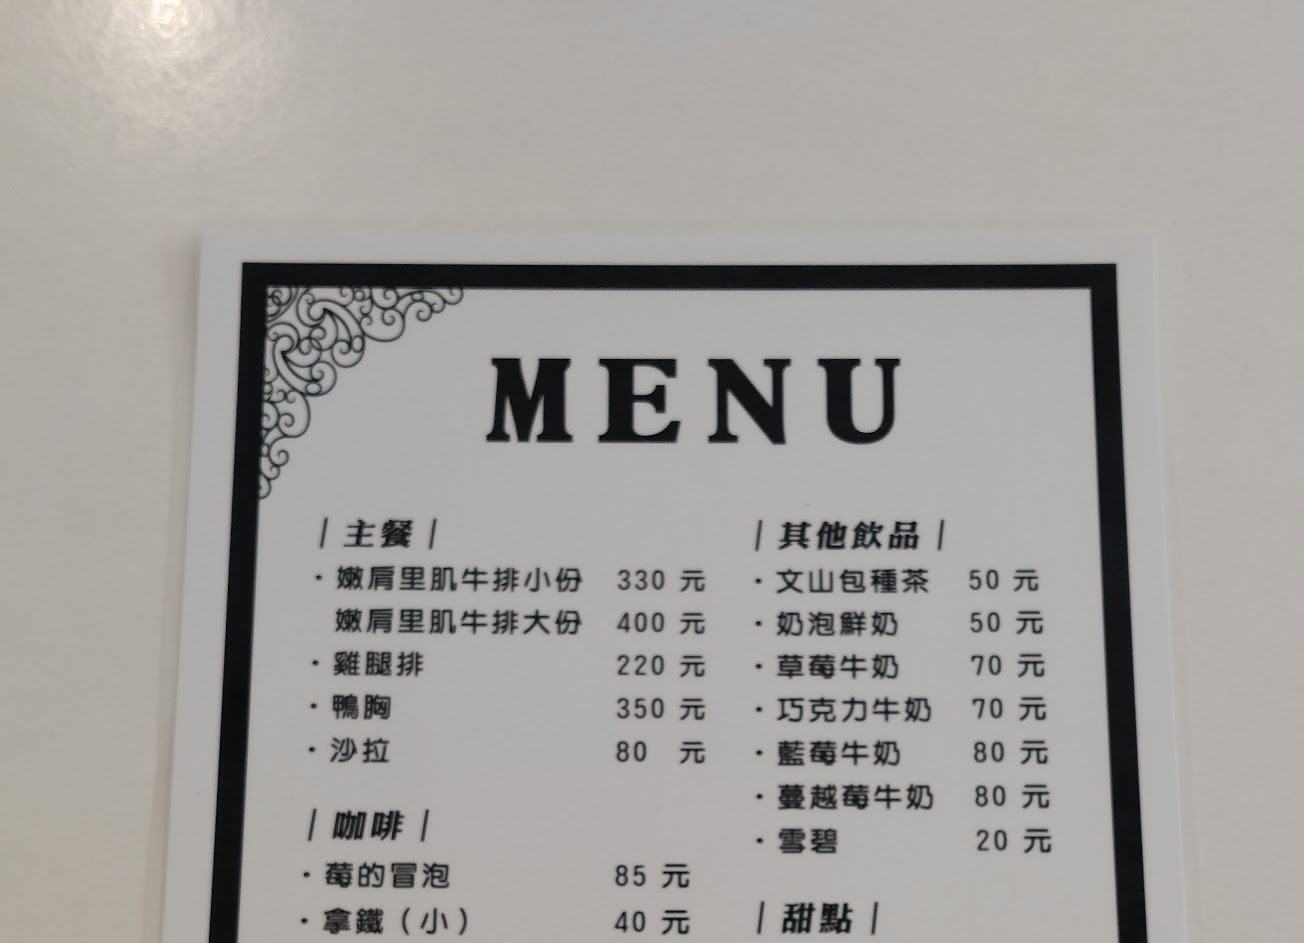 MENU
| 主餐 |
・嫩肩里肌牛排小份 330 元
嫩肩里肌牛排大份 400 元
・雞腿排 220 元
・鴨胸 350 元
・沙拉 80 元
| 咖啡 |
・莓的冒泡 85 元
・拿鐵（小） 40 元
| 其他飲品 |
・文山包種茶 50 元
・奶泡鮮奶 50 元
・草莓牛奶 70 元
・巧克力牛奶 70 元
・藍莓牛奶 80 元
・蔓越莓牛奶 80 元
・雪碧 20 元
| 甜點 |